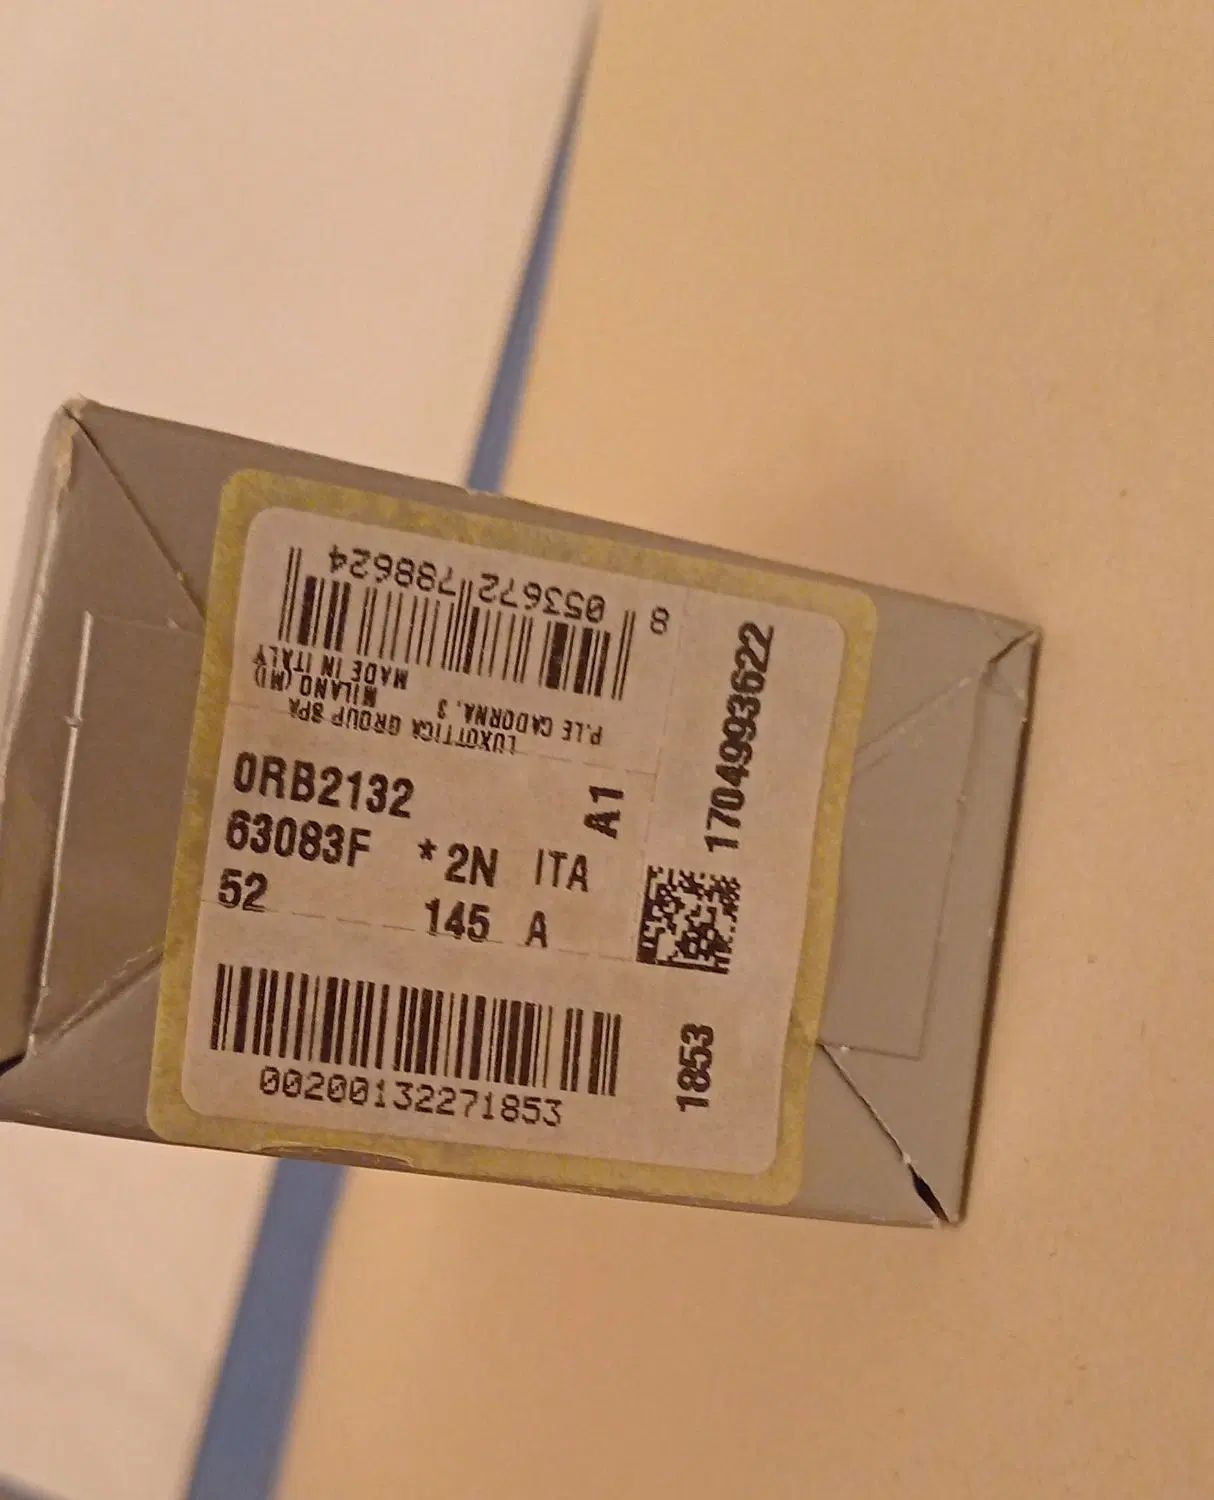 8 053672 788624
LUXOTTICA GROUP SPA
P.LE CADORNA, 3
MILANO (MI)
MADE IN ITALY
0RB2132
A1
63083F *2N ITA
52 145 A
00200132271853
1704993622
1853